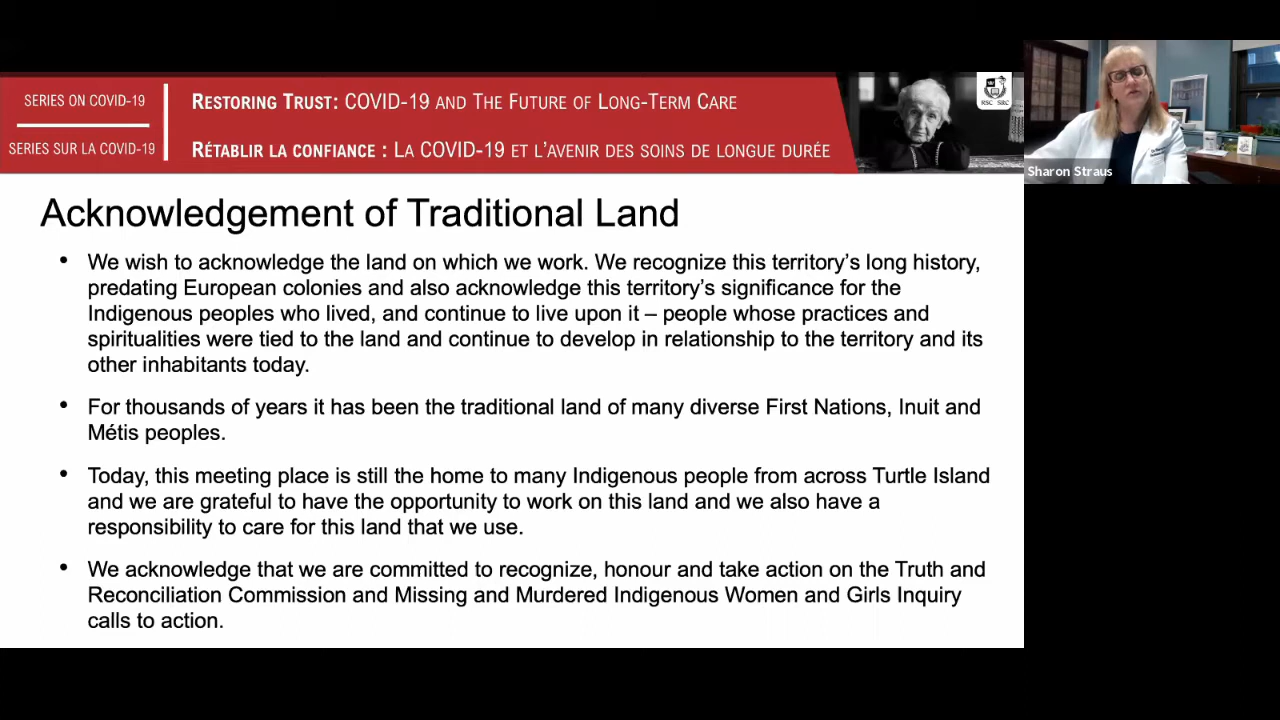 SERIES ON COVID-19
SERIES SUR LA COVID-19
RESTORING TRUST: COVID-19 AND THE FUTURE OF LONG-TERM CARE
RÉTABLIR LA CONFIANCE : LA COVID-19 ET L'AVENIR DES SOINS DE LONGUE DURÉE
RSC SRC
Sharon Straus
Acknowledgement of Traditional Land
• We wish to acknowledge the land on which we work. We recognize this territory's long history,
predating European colonies and also acknowledge this territory's significance for the
Indigenous peoples who lived, and continue to live upon it – people whose practices and
spiritualities were tied to the land and continue to develop in relationship to the territory and its
other inhabitants today.
• For thousands of years it has been the traditional land of many diverse First Nations, Inuit and
Métis peoples.
• Today, this meeting place is still the home to many Indigenous people from across Turtle Island
and we are grateful to have the opportunity to work on this land and we also have a
responsibility to care for this land that we use.
• We acknowledge that we are committed to recognize, honour and take action on the Truth and
Reconciliation Commission and Missing and Murdered Indigenous Women and Girls Inquiry
calls to action.